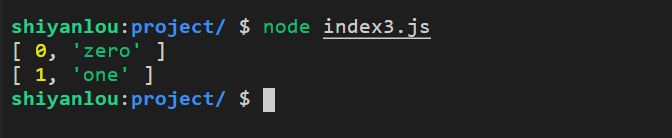 shiyanlou:project/ $ node index3.js
[ 0, 'zero' ]
[ 1, 'one' ]
shiyanlou:project/ $